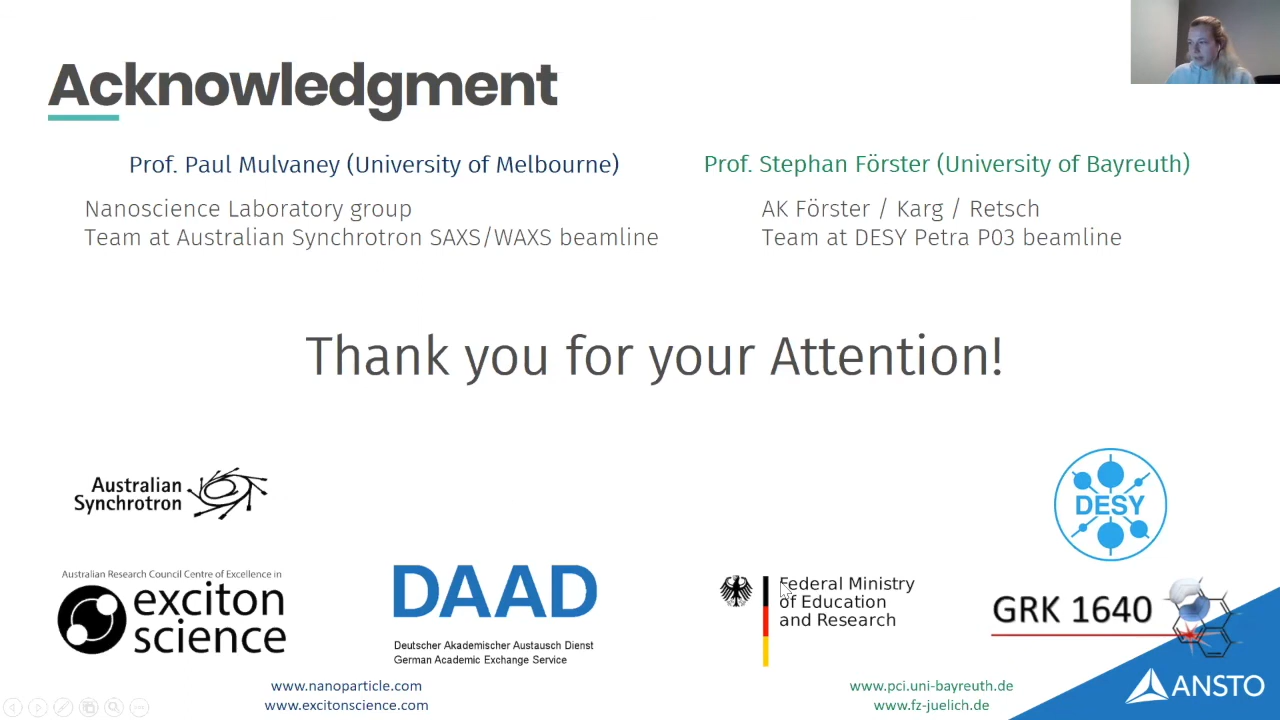 Acknowledgment
Prof. Paul Mulvaney (University of Melbourne)
Nanoscience Laboratory group
Team at Australian Synchrotron SAXS/WAXS beamline
Prof. Stephan Förster (University of Bayreuth)
AK Förster / Karg / Retsch
Team at DESY Petra P03 beamline
Thank you for your Attention!
Australian
Synchrotron
DESY
Australian Research Council Centre of Excellence in
exciton
science
DAAD
Deutscher Akademischer Austausch Dienst
German Academic Exchange Service
Federal Ministry
of Education
and Research
GRK 1640
www.nanoparticle.com
www.excitonscience.com
www.pci.uni-bayreuth.de
www.fz-juelich.de
ANSTO